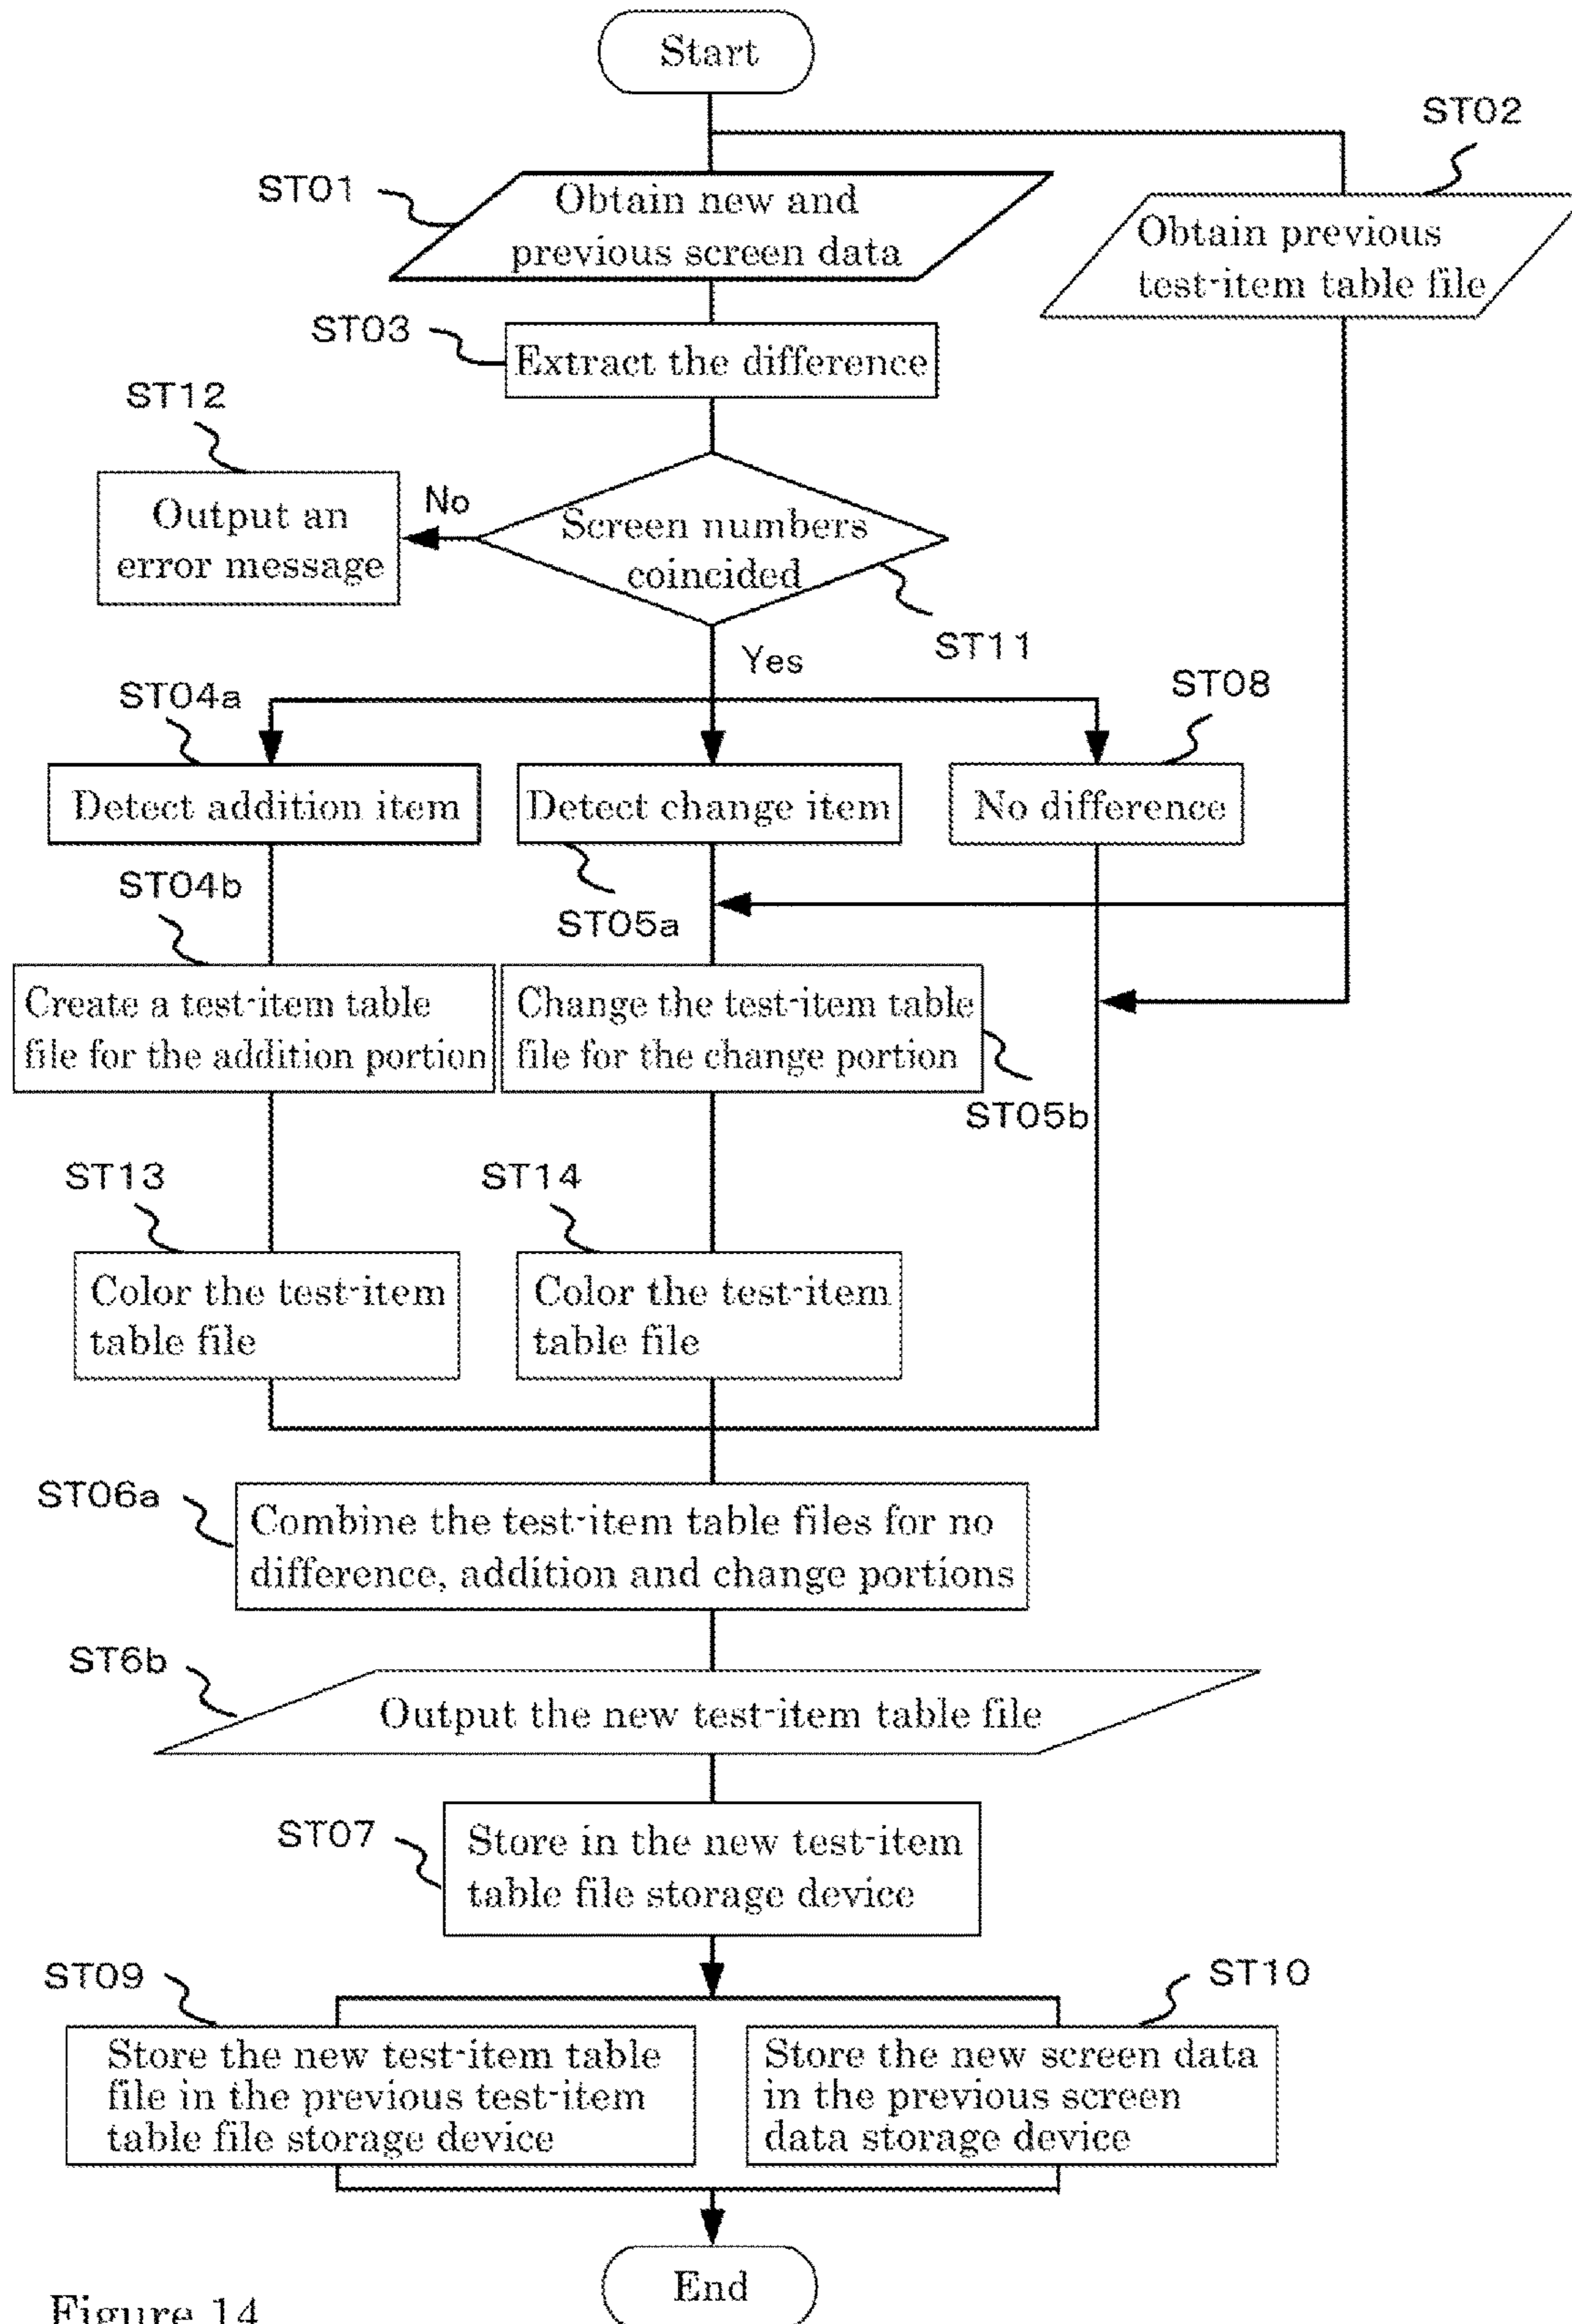 Start
ST02
ST01
Obtain new and
previous screen data
Obtain previous
test-item table file
ST03
Extract the difference
ST12
Output an
error message
No
Screen numbers
coincided
ST11
Yes
ST04a
ST08
Detect addition item
Detect change item
No difference
ST04b
ST05a
Create a test-item table
file for the addition portion
Change the test-item table
file for the change portion
ST05b
ST13
ST14
Color the test-item
table file
Color the test-item
table file
ST06a
Combine the test-item table files for no
difference, addition and change portions
ST6b
Output the new test-item table file
ST07
Store in the new test-item
table file storage device
ST09
ST10
Store the new test-item table
file in the previous test-item
table file storage device
Store the new screen data
in the previous screen
data storage device
End
Figure 14